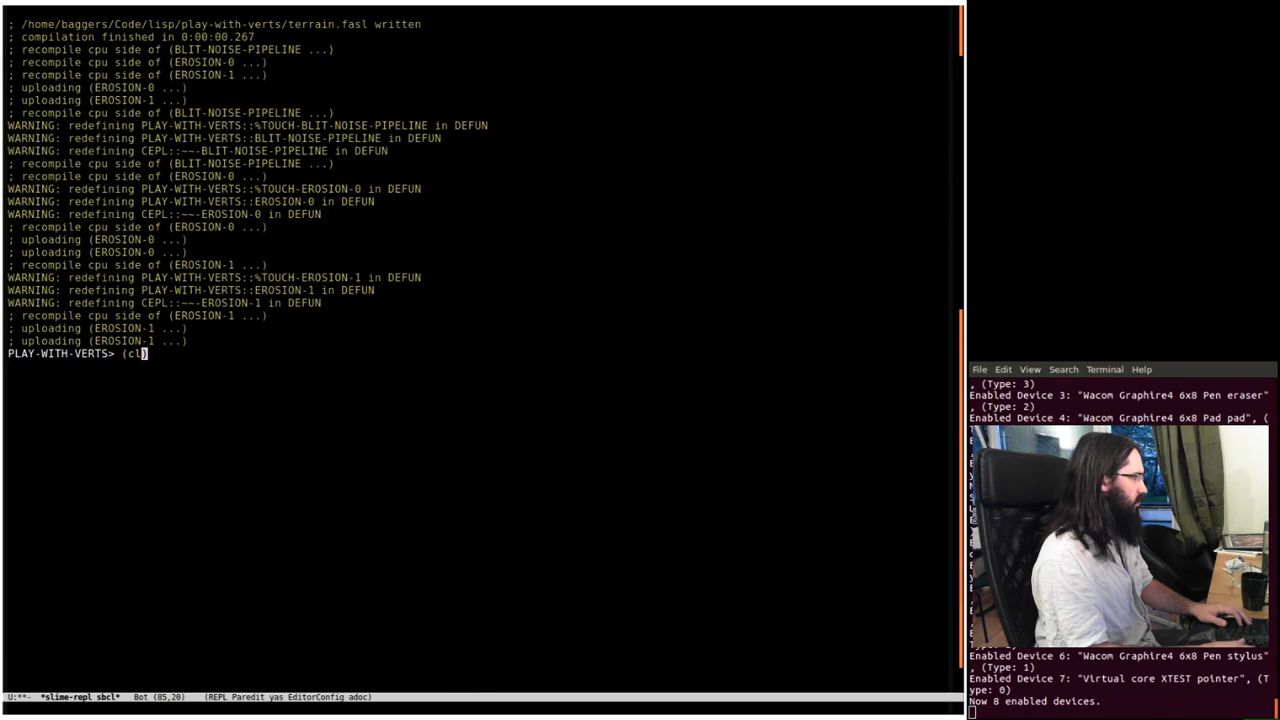 ; /home/baggers/Code/lisp/play-with-verts/terrain.fasl written
; compilation finished in 0:00:00.267
; recompile cpu side of (BLIT-NOISE-PIPELINE ...)
; recompile cpu side of (EROSION-0 ...)
; recompile cpu side of (EROSION-1 ...)
; uploading (EROSION-0 ...)
; uploading (EROSION-1 ...)
; recompile cpu side of (BLIT-NOISE-PIPELINE ...)
WARNING: redefining PLAY-WITH-VERTS::%TOUCH-BLIT-NOISE-PIPELINE in DEFUN
WARNING: redefining PLAY-WITH-VERTS::BLIT-NOISE-PIPELINE in DEFUN
WARNING: redefining CEPL::~~-BLIT-NOISE-PIPELINE in DEFUN
; recompile cpu side of (BLIT-NOISE-PIPELINE ...)
; recompile cpu side of (EROSION-0 ...)
WARNING: redefining PLAY-WITH-VERTS::%TOUCH-EROSION-0 in DEFUN
WARNING: redefining PLAY-WITH-VERTS::EROSION-0 in DEFUN
WARNING: redefining CEPL::~~-EROSION-0 in DEFUN
; recompile cpu side of (EROSION-0 ...)
; uploading (EROSION-0 ...)
; uploading (EROSION-0 ...)
; recompile cpu side of (EROSION-1 ...)
WARNING: redefining PLAY-WITH-VERTS::%TOUCH-EROSION-1 in DEFUN
WARNING: redefining PLAY-WITH-VERTS::EROSION-1 in DEFUN
WARNING: redefining CEPL::~~-EROSION-1 in DEFUN
; recompile cpu side of (EROSION-1 ...)
; uploading (EROSION-1 ...)
; uploading (EROSION-1 ...)
PLAY-WITH-VERTS> (cl)
U:**- *slime-repl sbcl* Bot (85,20) (REPL Paredit yas EditorConfig adoc)
File Edit View Search Terminal Help
, (Type: 3)
Enabled Device 3: "Wacom Graphire4 6x8 Pen eraser"
, (Type: 2)
Enabled Device 4: "Wacom Graphire4 6x8 Pad pad", (
Enabled Device 6: "Wacom Graphire4 6x8 Pen stylus"
, (Type: 1)
Enabled Device 7: "Virtual core XTEST pointer", (T
ype: 0)
Now 8 enabled devices.